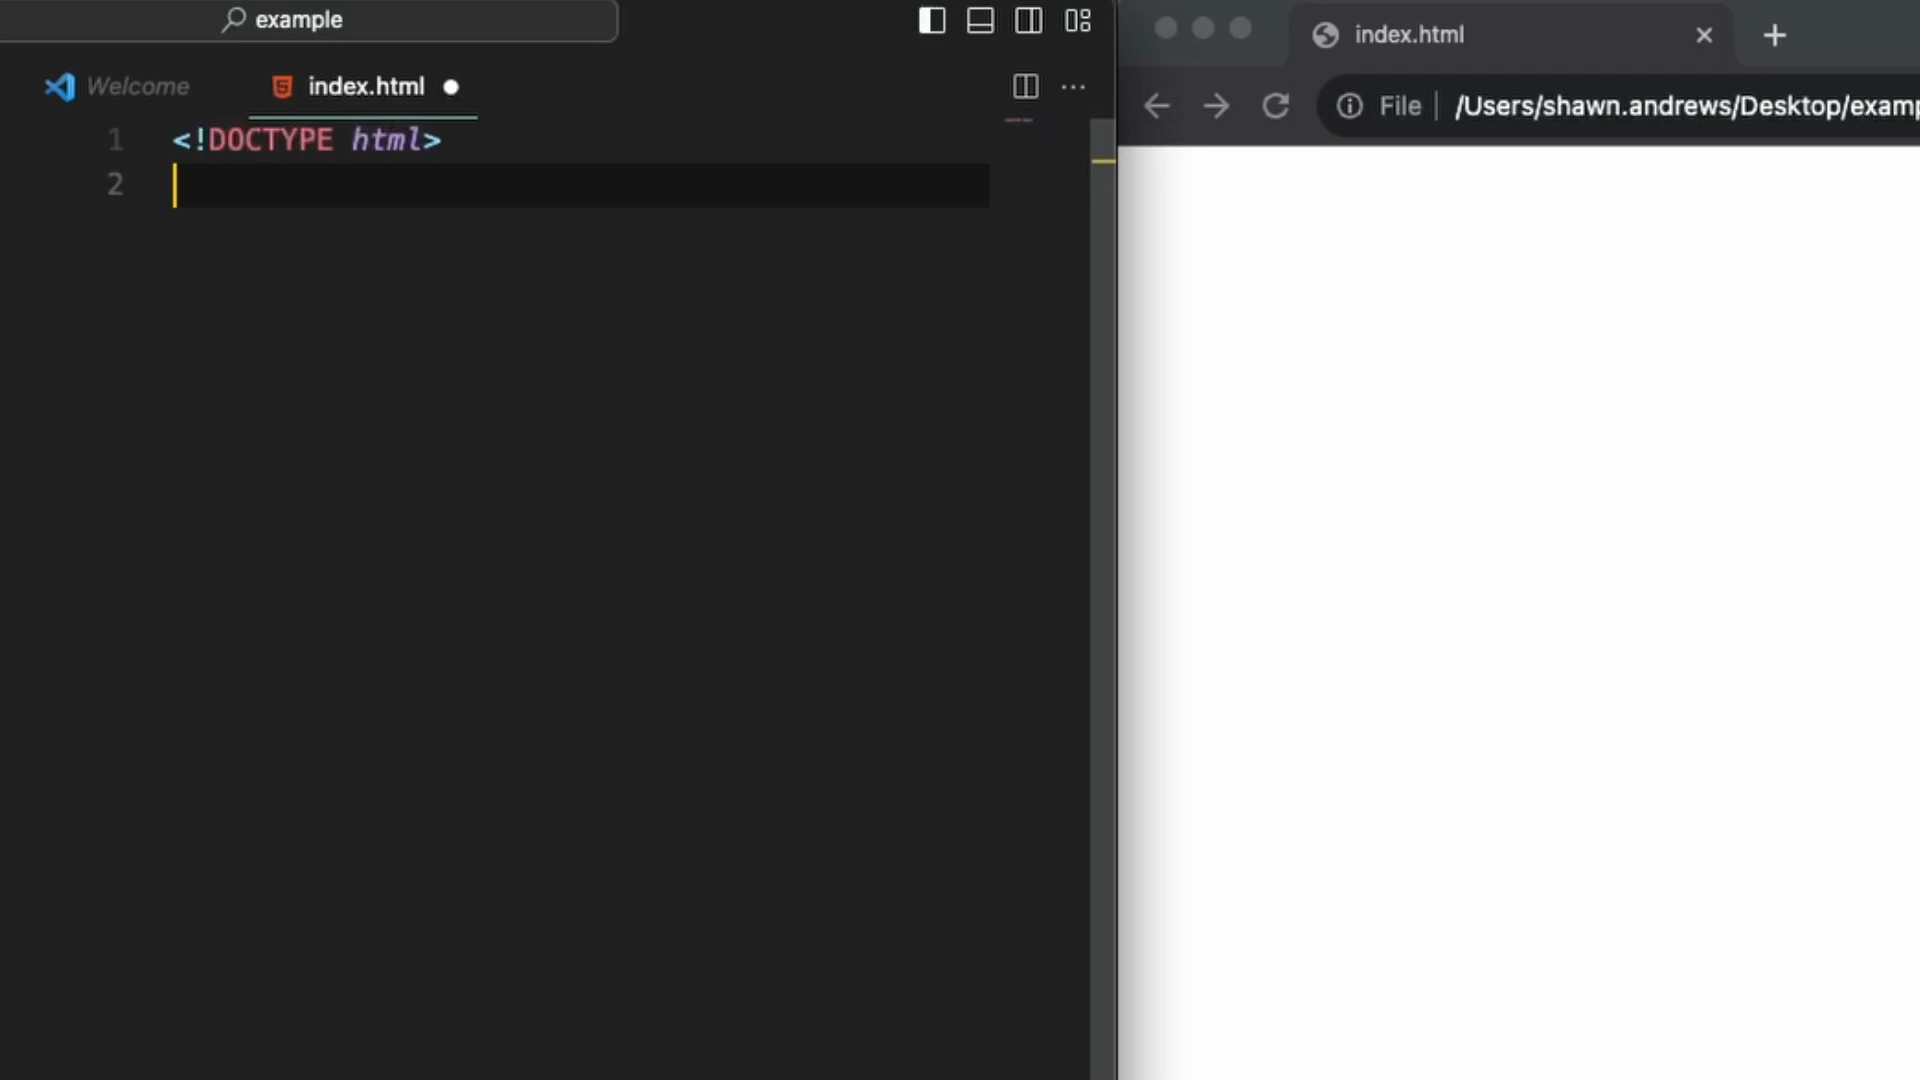 example
Welcome
index.html
1 <!DOCTYPE html>
2
index.html
File | /Users/shawn.andrews/Desktop/examp